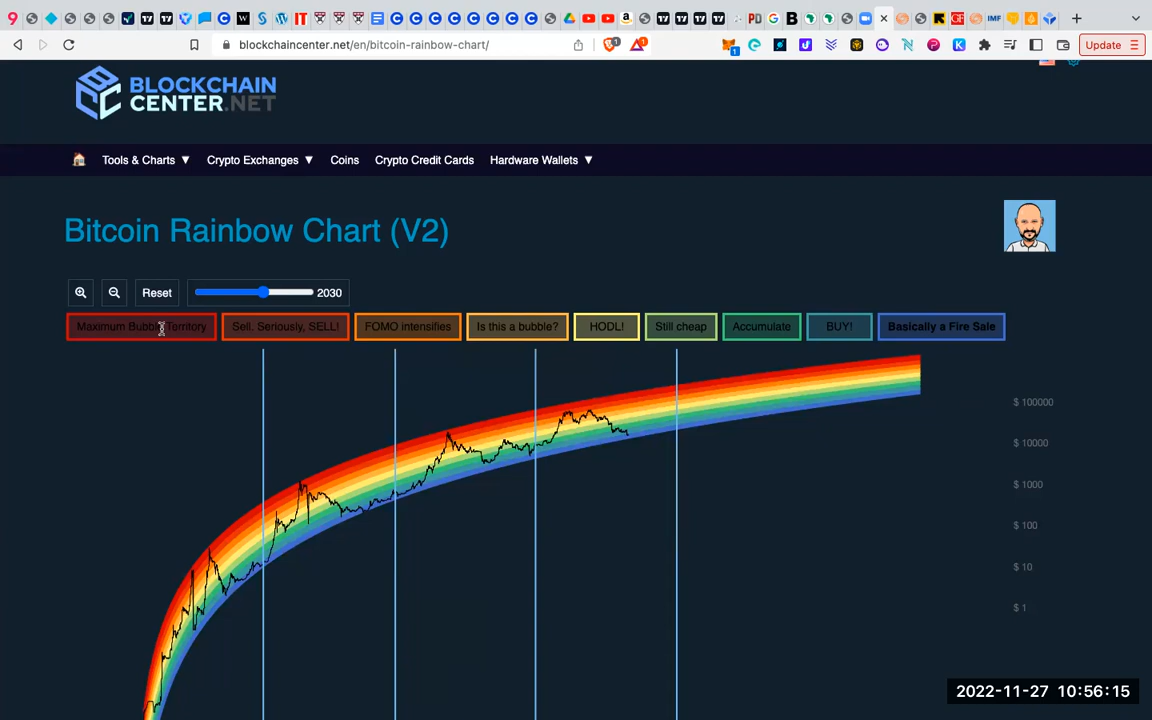 blockchaincenter.net/en/bitcoin-rainbow-chart/
Update
BLOCKCHAIN
CENTER.NET
Tools & Charts ▼ Crypto Exchanges ▼ Coins Crypto Credit Cards Hardware Wallets ▼
Bitcoin Rainbow Chart (V2)
Reset 2030
Maximum Bubble Territory Sell. Seriously, SELL! FOMO intensifies Is this a bubble? HODL! Still cheap Accumulate BUY! Basically a Fire Sale
$ 100000
$ 10000
$ 1000
$ 100
$ 10
$ 1
2022-11-27 10:56:15